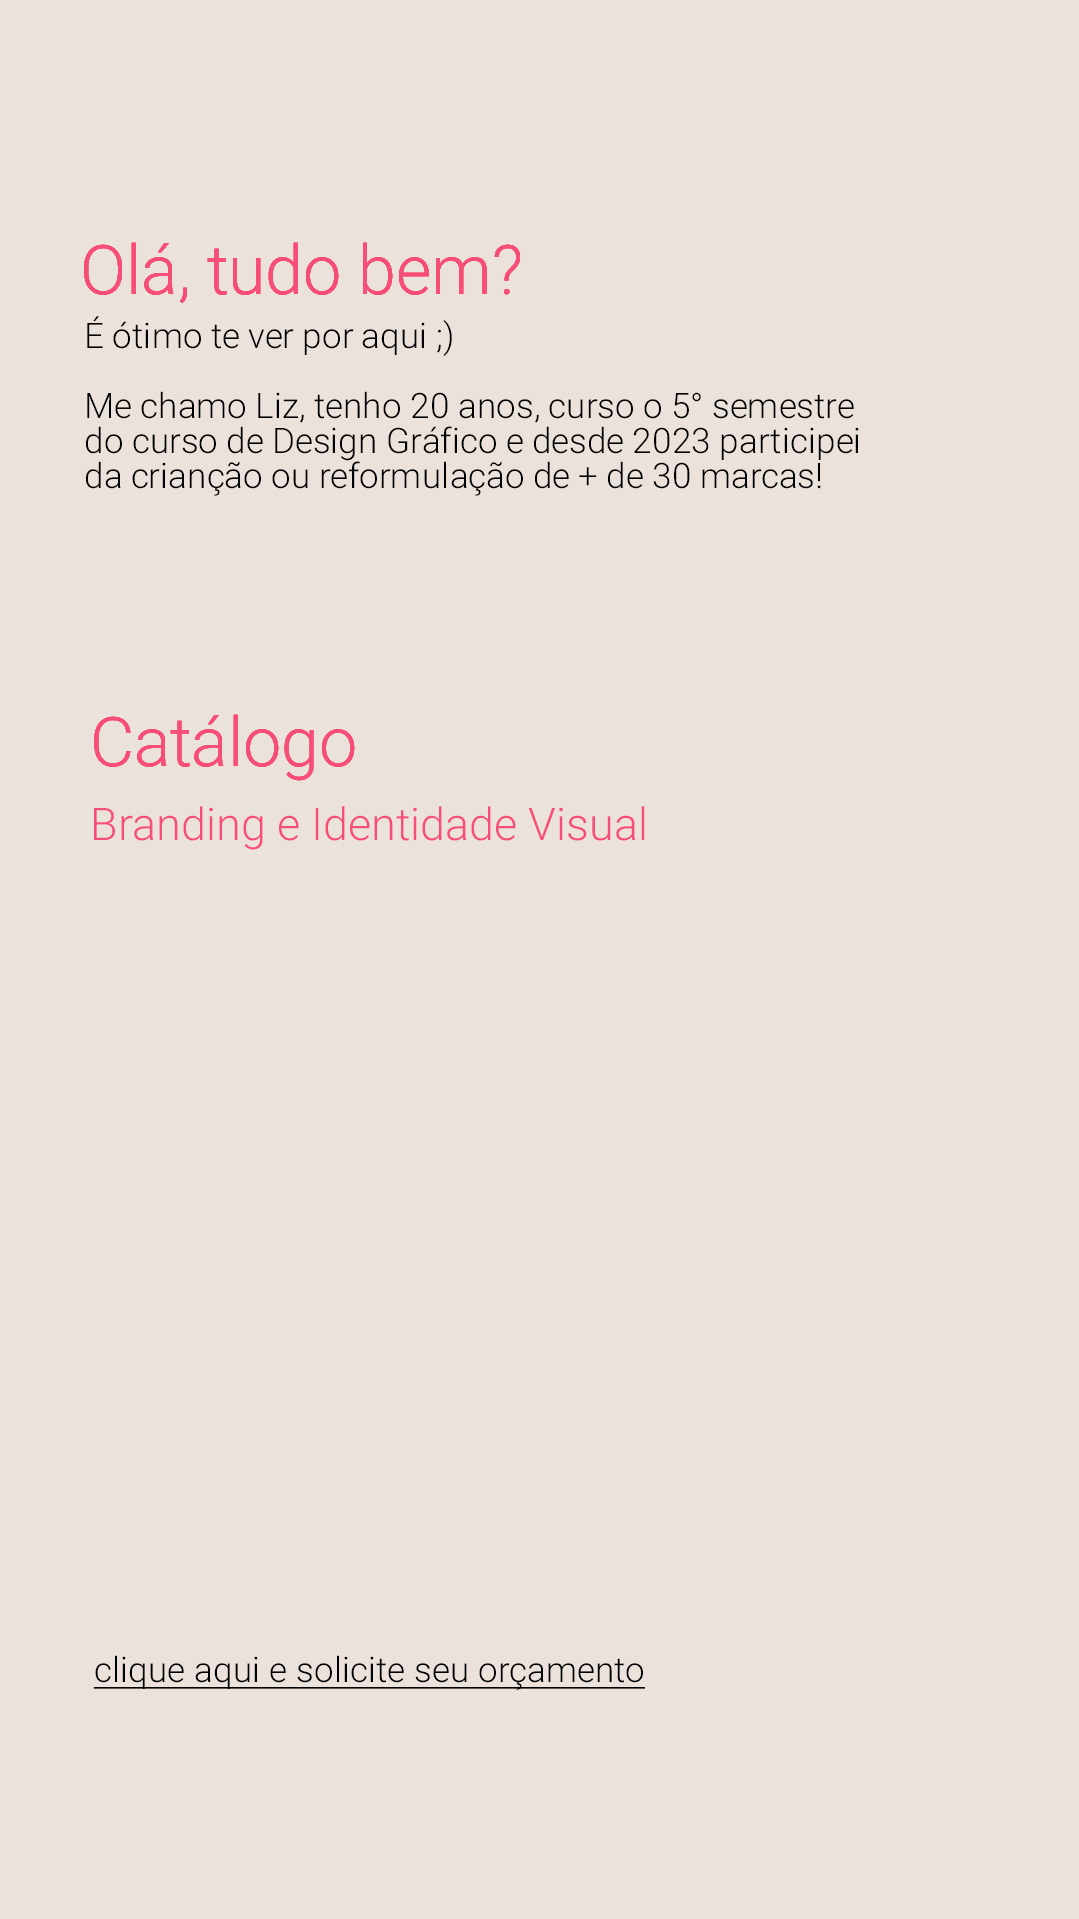 Olá, tudo bem?
É ótimo te ver por aqui ;)
Me chamo Liz, tenho 20 anos, curso o 5° semestre
do curso de Design Gráfico e desde 2023 participei
da crianção ou reformulação de + de 30 marcas!
Catálogo
Branding e Identidade Visual
clique aqui e solicite seu orçamento